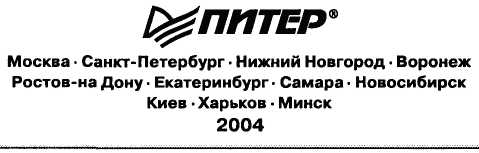 ПИТЕР®
Москва · Санкт-Петербург · Нижний Новгород · Воронеж
Ростов-на Дону · Екатеринбург · Самара · Новосибирск
Киев · Харьков · Минск
2004